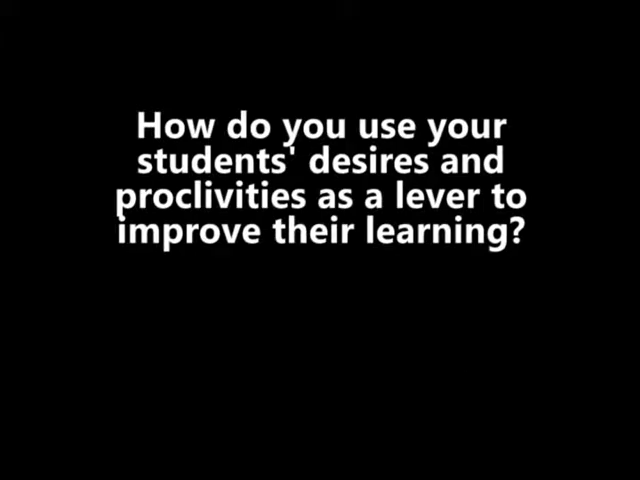 How do you use your
students' desires and
proclivities as a lever to
improve their learning?